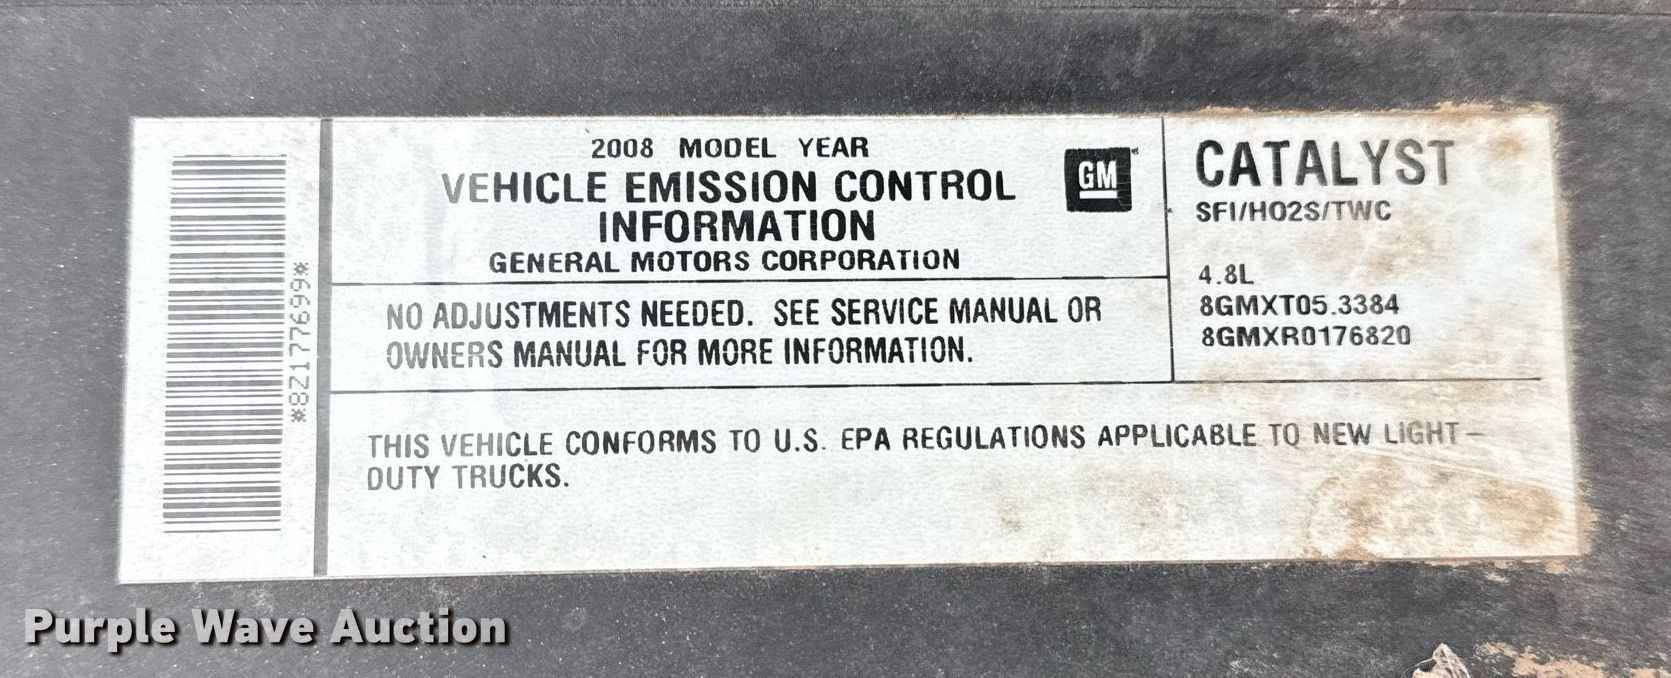 *82177699*
2008 MODEL YEAR
VEHICLE EMISSION CONTROL
INFORMATION
GENERAL MOTORS CORPORATION
GM
NO ADJUSTMENTS NEEDED. SEE SERVICE MANUAL OR
OWNERS MANUAL FOR MORE INFORMATION.
CATALYST
SFI/HO2S/TWC
4.8L
8GMXT05.3384
8GMXR0176820
THIS VEHICLE CONFORMS TO U.S. EPA REGULATIONS APPLICABLE TO NEW LIGHT-
DUTY TRUCKS.
Purple Wave Auction